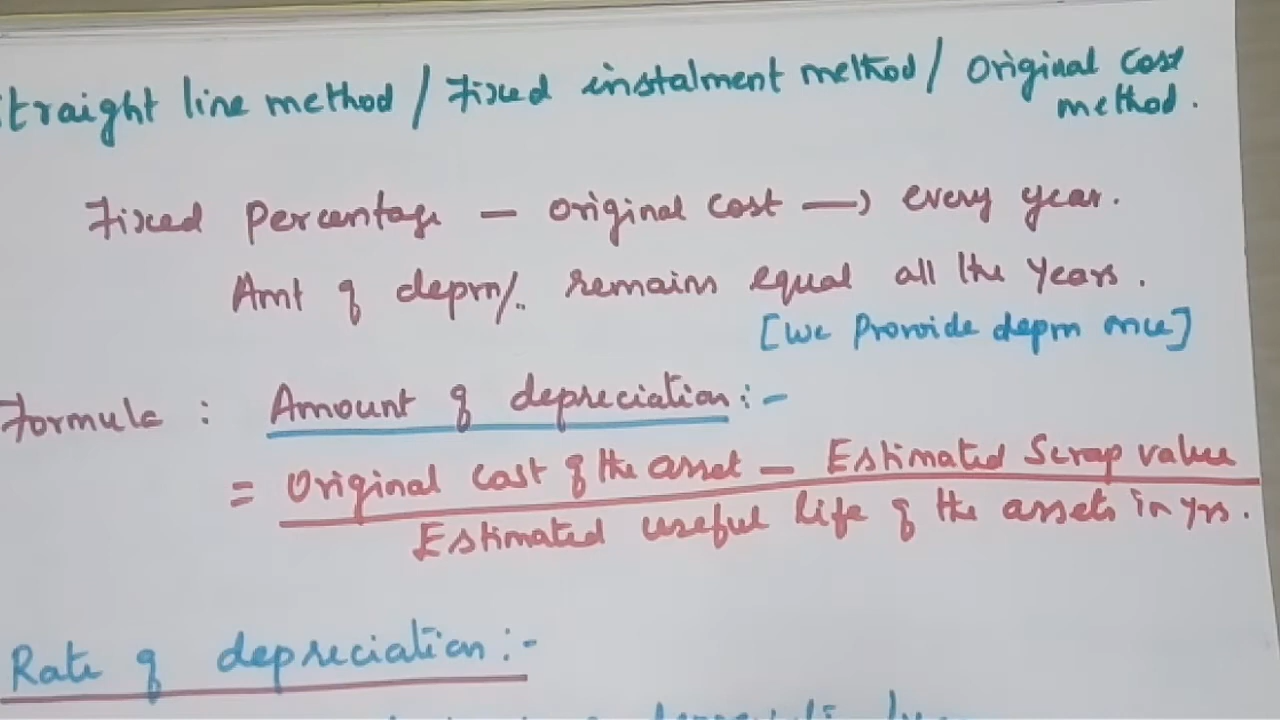 traight line method / Fixed instalment method / original cost
method.
Fixed Percentage – original cost → every year.
Amt of deprn/. remains equal all the years.
[We Provide deprn once]
Formula : Amount of depreciation :-
= Original cost of the asset – Estimated Scrap value
Estimated useful life of the assets in yrs.
Rate of depreciation :-